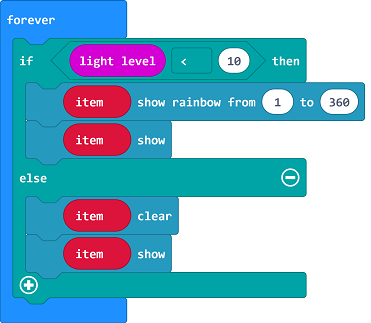 forever
if light level < 10 then
item show rainbow from 1 to 360
item show
else
item clear
item show